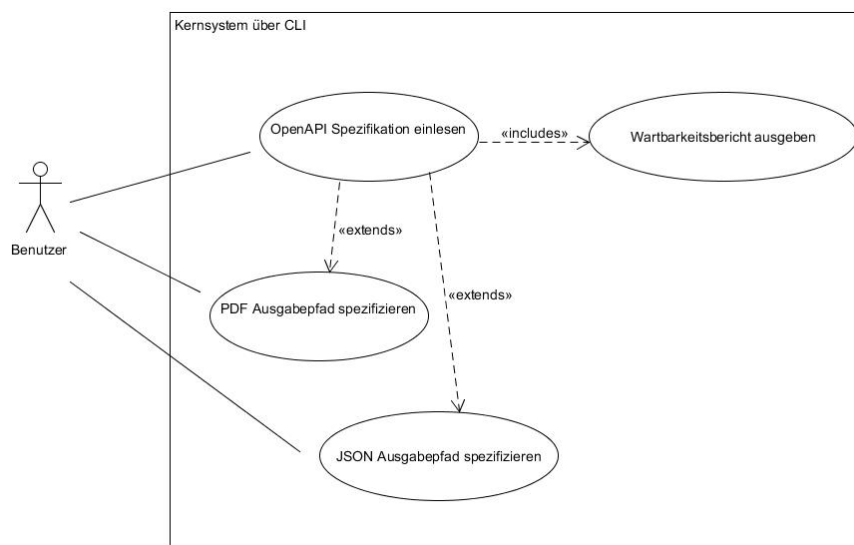 Kernsystem über CLI
OpenAPI Spezifikation einlesen
«includes»
Wartbarkeitsbericht ausgeben
«extends»
Benutzer
«extends»
PDF Ausgabepfad spezifizieren
JSON Ausgabepfad spezifizieren